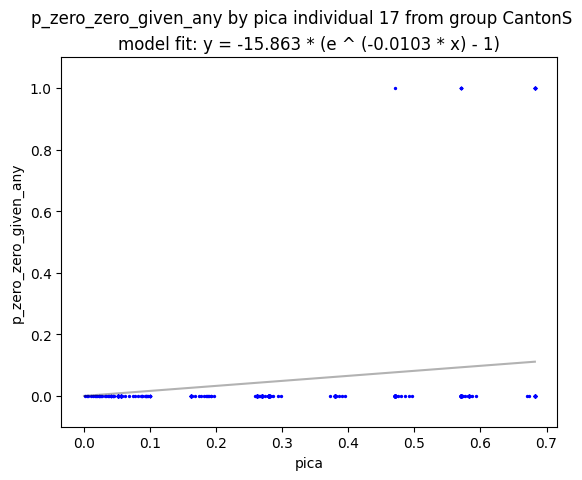 p_zero_zero_given_any by pica individual 17 from group CantonS
model fit: y = -15.863 * (e ^ (-0.0103 * x) - 1)
1.0
0.8
0.6
0.4
0.2
0.0
p_zero_zero_given_any
0.0 0.1 0.2 0.3 0.4 0.5 0.6 0.7
pica